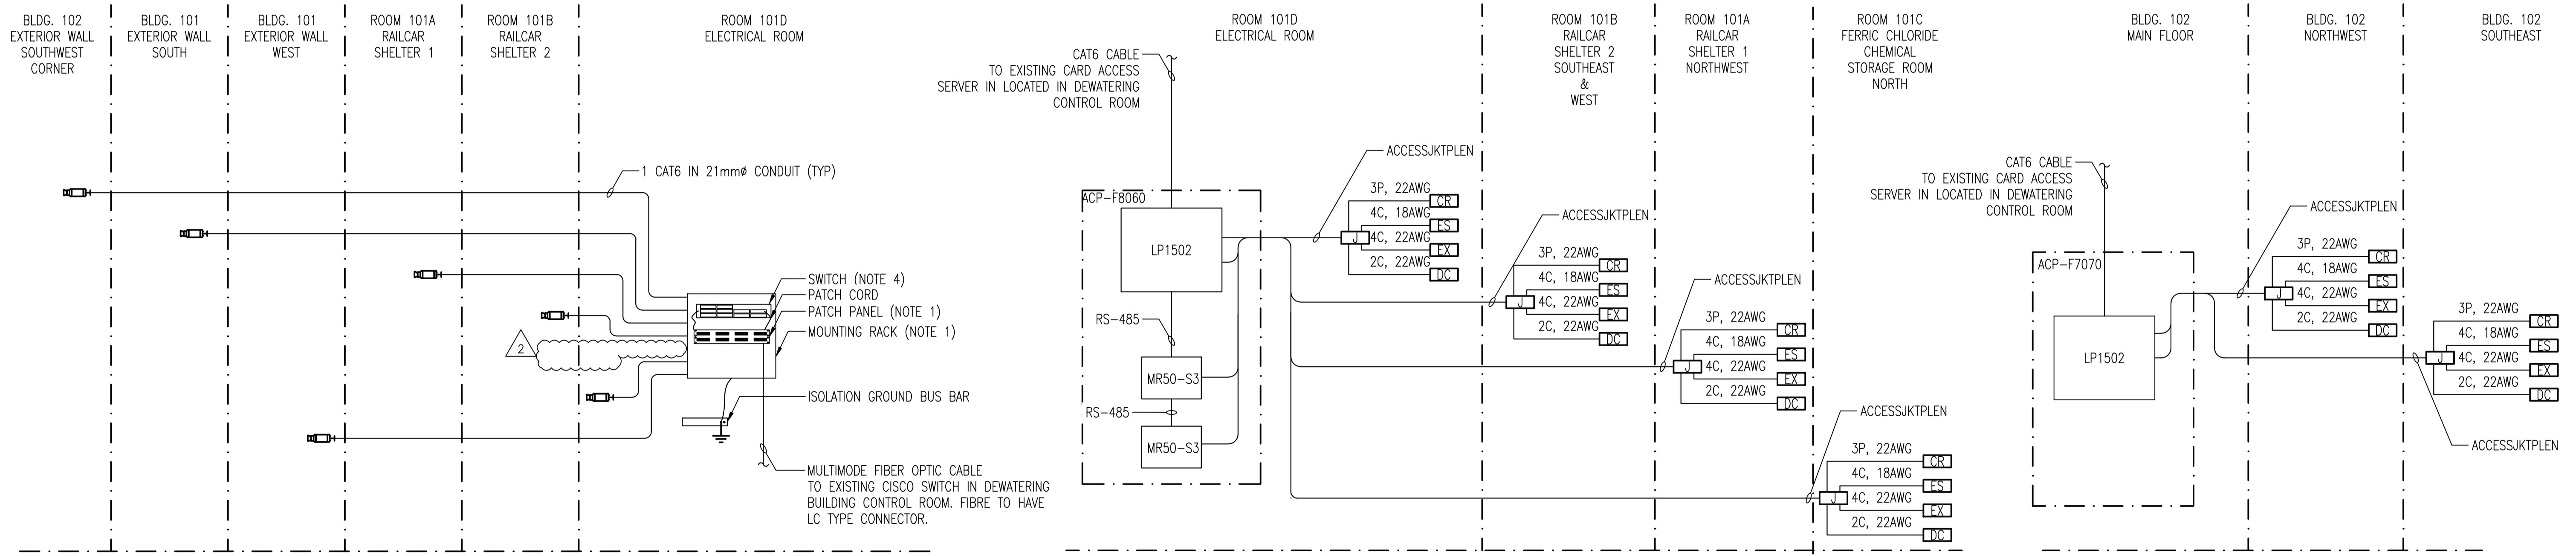 BLDG. 102
EXTERIOR WALL
SOUTHWEST
CORNER
BLDG. 101
EXTERIOR WALL
SOUTH
BLDG. 101
EXTERIOR WALL
WEST
ROOM 101A
RAILCAR
SHELTER 1
ROOM 101B
RAILCAR
SHELTER 2
ROOM 101D
ELECTRICAL ROOM
1 CAT6 IN 21mmø CONDUIT (TYP)
SWITCH (NOTE 4)
PATCH CORD
PATCH PANEL (NOTE 1)
MOUNTING RACK (NOTE 1)
2
ISOLATION GROUND BUS BAR
MULTIMODE FIBER OPTIC CABLE
TO EXISTING CISCO SWITCH IN DEWATERING
BUILDING CONTROL ROOM. FIBRE TO HAVE
LC TYPE CONNECTOR.
ROOM 101D
ELECTRICAL ROOM
ROOM 101B
RAILCAR
SHELTER 2
SOUTHEAST
&
WEST
ROOM 101A
RAILCAR
SHELTER 1
NORTHWEST
ROOM 101C
FERRIC CHLORIDE
CHEMICAL
STORAGE ROOM
NORTH
CAT6 CABLE
TO EXISTING CARD ACCESS
SERVER IN LOCATED IN DEWATERING
CONTROL ROOM
ACP-F8060
LP1502
RS-485
MR50-S3
RS-485
MR50-S3
ACCESSJKTPLEN
3P, 22AWG
CR
4C, 18AWG
ES
J
4C, 22AWG
EX
2C, 22AWG
DC
ACCESSJKTPLEN
3P, 22AWG
CR
4C, 18AWG
ES
J
4C, 22AWG
EX
2C, 22AWG
DC
ACCESSJKTPLEN
3P, 22AWG
CR
4C, 18AWG
ES
J
4C, 22AWG
EX
2C, 22AWG
DC
ACCESSJKTPLEN
3P, 22AWG
CR
4C, 18AWG
ES
J
4C, 22AWG
EX
2C, 22AWG
DC
BLDG. 102
MAIN FLOOR
BLDG. 102
NORTHWEST
BLDG. 102
SOUTHEAST
CAT6 CABLE
TO EXISTING CARD ACCESS
SERVER IN LOCATED IN DEWATERING
CONTROL ROOM
ACP-F7070
LP1502
ACCESSJKTPLEN
3P, 22AWG
CR
4C, 18AWG
ES
J
4C, 22AWG
EX
2C, 22AWG
DC
3P, 22AWG
CR
4C, 18AWG
ES
J
4C, 22AWG
EX
2C, 22AWG
DC
ACCESSJKTPLEN